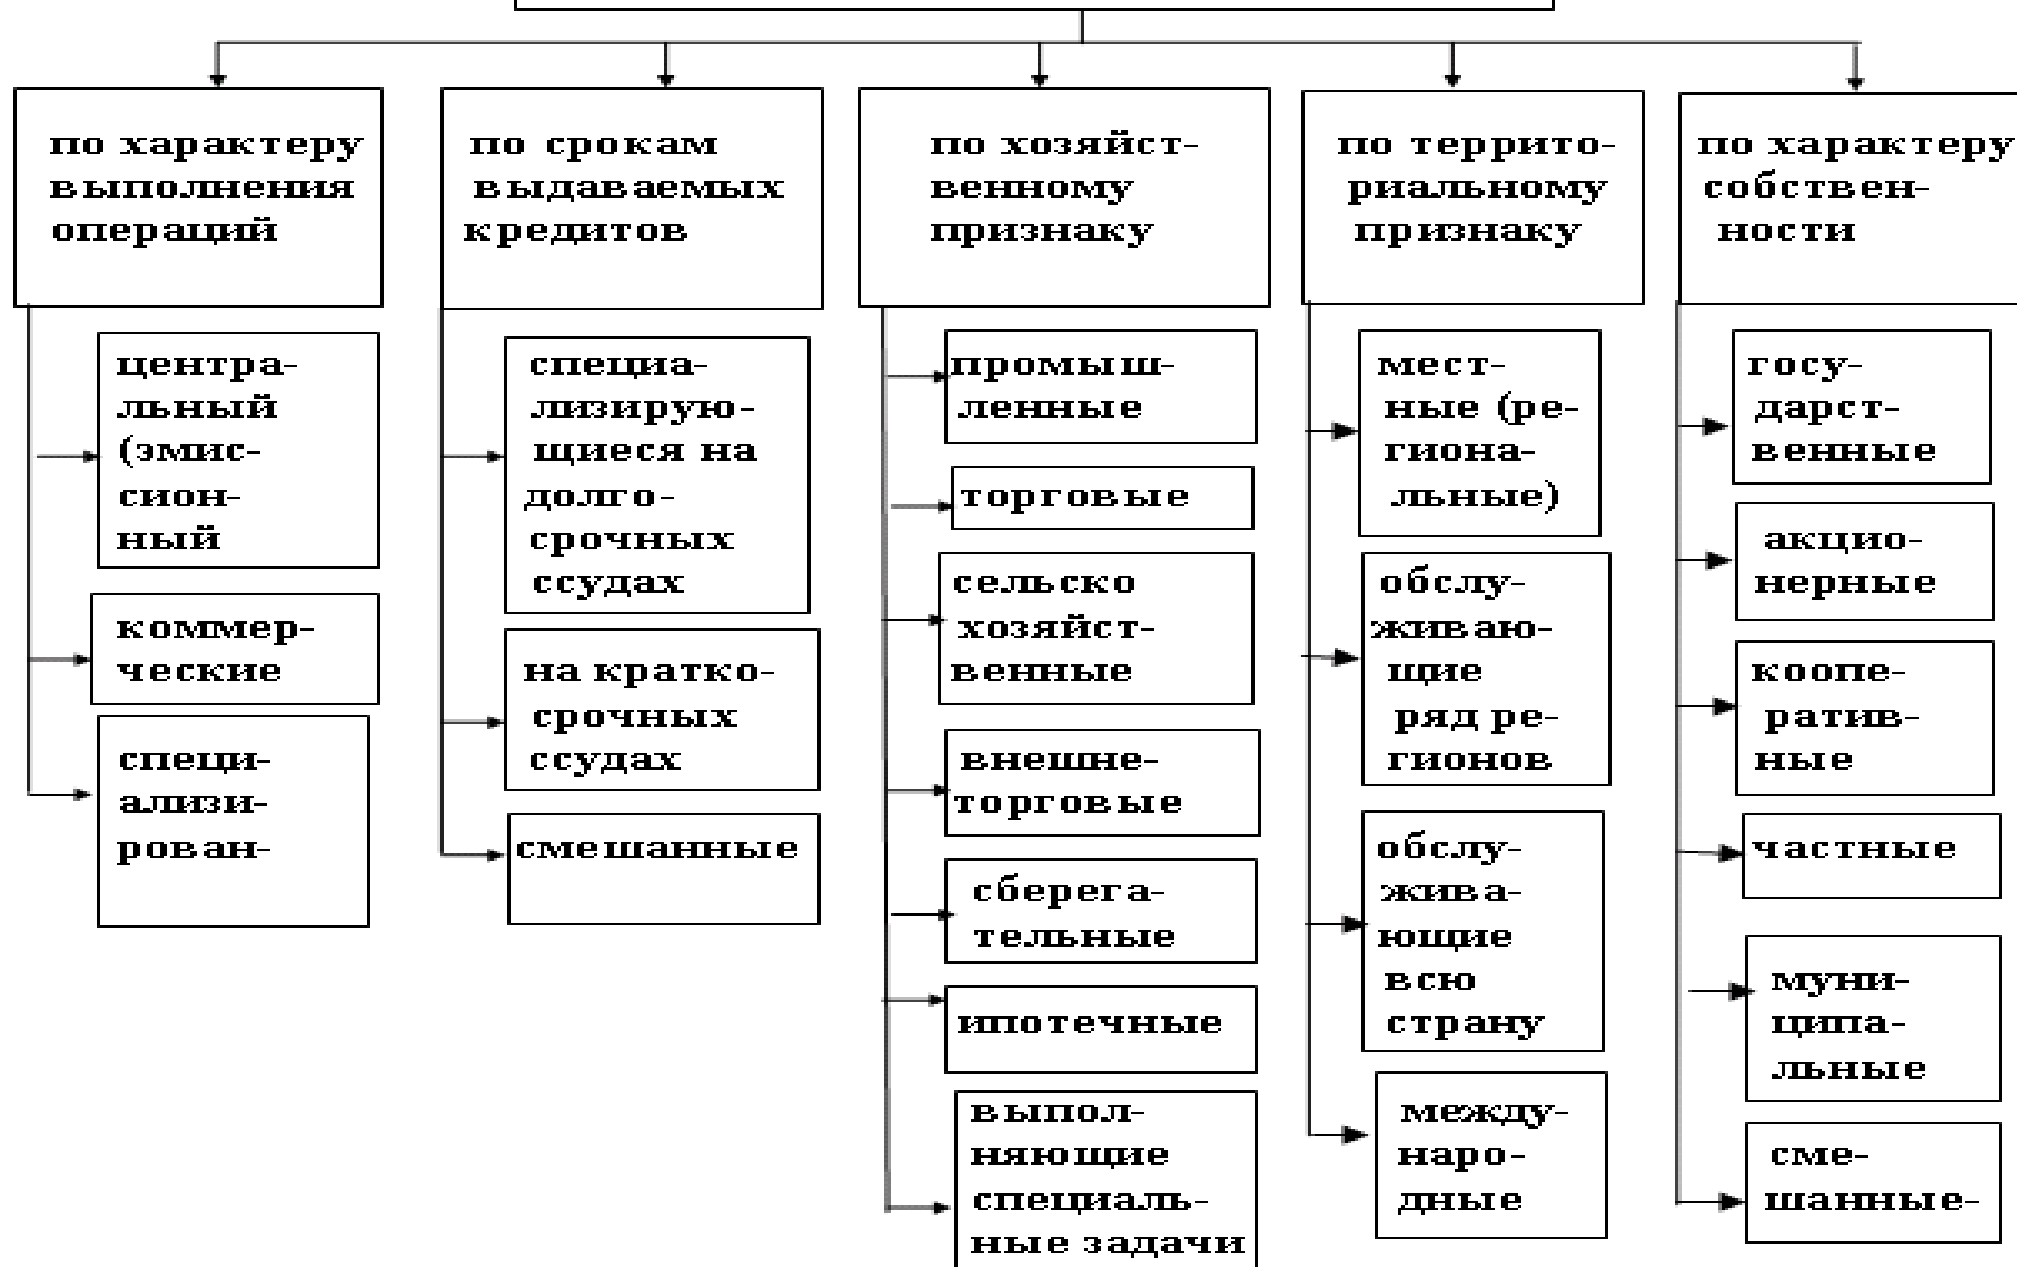 по характеру
выполнения
операций
центра-
льный
(эмис-
сион-
ный
коммер-
ческие
специ-
ализи-
рован-
по срокам
выдаваемых
кредитов
специа-
лизирую-
щиеся на
долго-
срочных
ссудах
на кратко-
срочных
ссудах
смешанные
по хозяйст-
венному
признаку
промыш-
ленные
торговые
сельско
хозяйст-
венные
внешне-
торговые
сберега-
тельные
ипотечные
выпол-
няющие
специаль-
ные задачи
по террито-
риальному
признаку
мест-
ные (ре-
гиона-
льные)
обслу-
живаю-
щие
ряд ре-
гионов
обслу-
жива-
ющие
всю
страну
между-
наро-
дные
по характеру
собствен-
ности
госу-
дарст-
венные
акцио-
нерные
коопе-
ратив-
ные
частные
муни-
ципа-
льные
сме-
шанные-